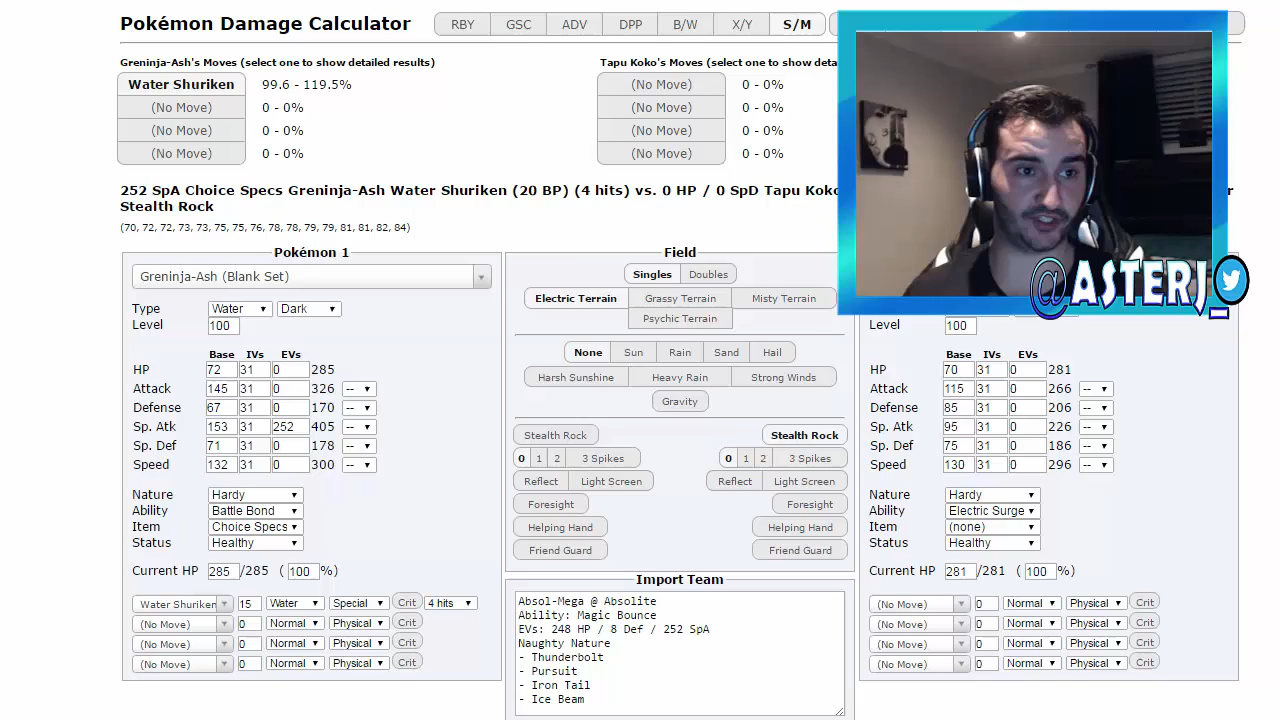 Pokémon Damage Calculator
RBY GSC ADV DPP B/W X/Y S/M
Greninja-Ash's Moves (select one to show detailed results)
Water Shuriken 99.6 - 119.5%
(No Move) 0 - 0%
(No Move) 0 - 0%
(No Move) 0 - 0%
Tapu Koko's Moves (select one to show deta
(No Move) 0 - 0%
(No Move) 0 - 0%
(No Move) 0 - 0%
(No Move) 0 - 0%
252 SpA Choice Specs Greninja-Ash Water Shuriken (20 BP) (4 hits) vs. 0 HP / 0 SpD Tapu Koko
Stealth Rock
(70, 72, 72, 73, 73, 75, 75, 76, 78, 78, 79, 79, 81, 81, 82, 84)
@ASTERJ_
Pokémon 1
Greninja-Ash (Blank Set)
Type Water Dark
Level 100
Base IVs EVs
HP 72 31 0 285
Attack 145 31 0 326 --
Defense 67 31 0 170 --
Sp. Atk 153 31 252 405 --
Sp. Def 71 31 0 178 --
Speed 132 31 0 300 --
Nature Hardy
Ability Battle Bond
Item Choice Specs
Status Healthy
Current HP 285 /285 ( 100 %)
Water Shuriken 15 Water Special Crit 4 hits
(No Move) 0 Normal Physical Crit
(No Move) 0 Normal Physical Crit
(No Move) 0 Normal Physical Crit
Field
Singles Doubles
Electric Terrain Grassy Terrain Misty Terrain
Psychic Terrain
None Sun Rain Sand Hail
Harsh Sunshine Heavy Rain Strong Winds
Gravity
Stealth Rock Stealth Rock
0 1 2 3 Spikes 0 1 2 3 Spikes
Reflect Light Screen Reflect Light Screen
Foresight Foresight
Helping Hand Helping Hand
Friend Guard Friend Guard
Import Team
Absol-Mega @ Absolite
Ability: Magic Bounce
EVs: 248 HP / 8 Def / 252 SpA
Naughty Nature
- Thunderbolt
- Pursuit
- Iron Tail
- Ice Beam
Level 100
Base IVs EVs
HP 70 31 0 281
Attack 115 31 0 266 --
Defense 85 31 0 206 --
Sp. Atk 95 31 0 226 --
Sp. Def 75 31 0 186 --
Speed 130 31 0 296 --
Nature Hardy
Ability Electric Surge
Item (none)
Status Healthy
Current HP 281 /281 ( 100 %)
(No Move) 0 Normal Physical Crit
(No Move) 0 Normal Physical Crit
(No Move) 0 Normal Physical Crit
(No Move) 0 Normal Physical Crit